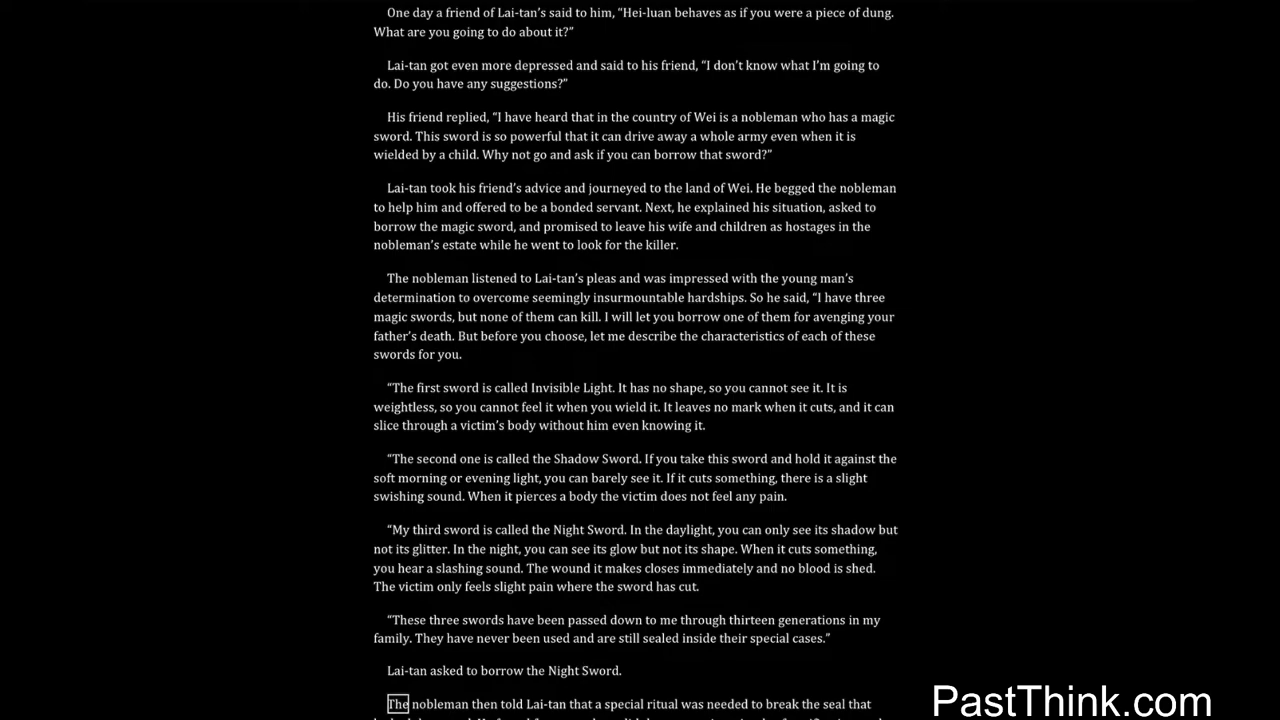 One day a friend of Lai-tan’s said to him, “Hei-luan behaves as if you were a piece of dung.
What are you going to do about it?”
Lai-tan got even more depressed and said to his friend, “I don’t know what I’m going to
do. Do you have any suggestions?”
His friend replied, “I have heard that in the country of Wei is a nobleman who has a magic
sword. This sword is so powerful that it can drive away a whole army even when it is
wielded by a child. Why not go and ask if you can borrow that sword?”
Lai-tan took his friend’s advice and journeyed to the land of Wei. He begged the nobleman
to help him and offered to be a bonded servant. Next, he explained his situation, asked to
borrow the magic sword, and promised to leave his wife and children as hostages in the
nobleman’s estate while he went to look for the killer.
The nobleman listened to Lai-tan’s pleas and was impressed with the young man’s
determination to overcome seemingly insurmountable hardships. So he said, “I have three
magic swords, but none of them can kill. I will let you borrow one of them for avenging your
father’s death. But before you choose, let me describe the characteristics of each of these
swords for you.
“The first sword is called Invisible Light. It has no shape, so you cannot see it. It is
weightless, so you cannot feel it when you wield it. It leaves no mark when it cuts, and it can
slice through a victim’s body without him even knowing it.
“The second one is called the Shadow Sword. If you take this sword and hold it against the
soft morning or evening light, you can barely see it. If it cuts something, there is a slight
swishing sound. When it pierces a body the victim does not feel any pain.
“My third sword is called the Night Sword. In the daylight, you can only see its shadow but
not its glitter. In the night, you can see its glow but not its shape. When it cuts something,
you hear a slashing sound. The wound it makes closes immediately and no blood is shed.
The victim only feels slight pain where the sword has cut.
“These three swords have been passed down to me through thirteen generations in my
family. They have never been used and are still sealed inside their special cases.”
Lai-tan asked to borrow the Night Sword.
The nobleman then told Lai-tan that a special ritual was needed to break the seal that
PastThink.com